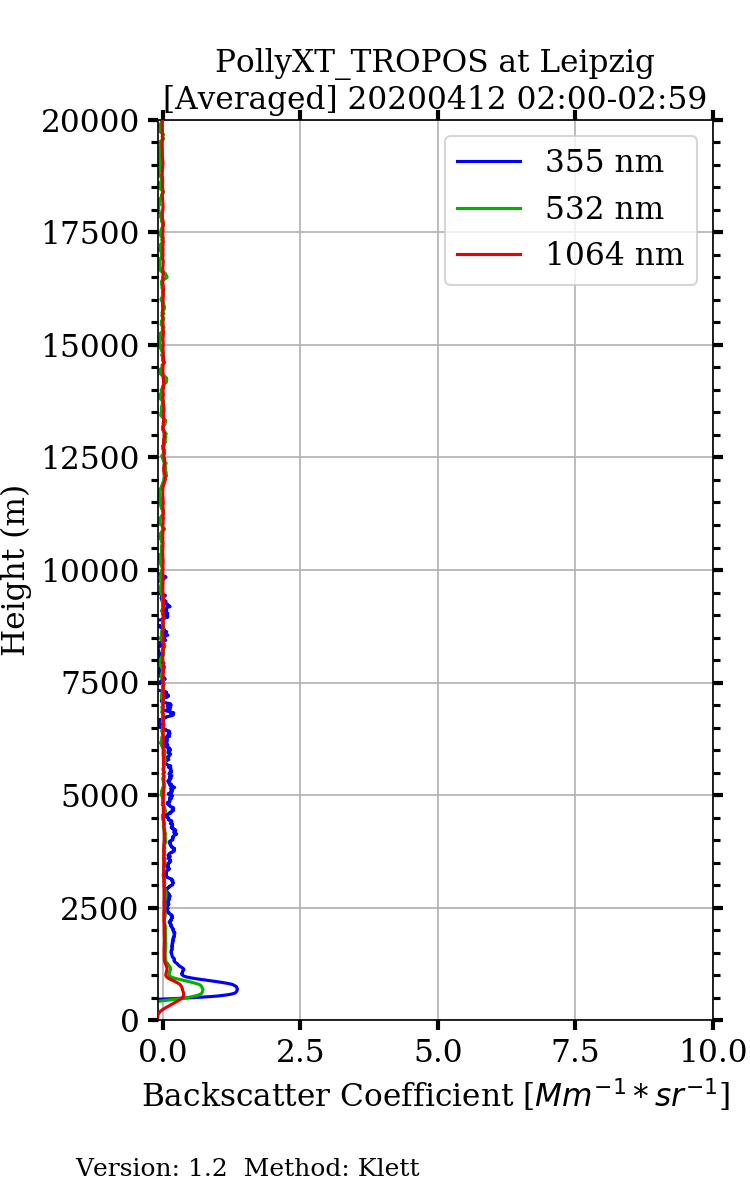 PollyXT_TROPOS at Leipzig
[Averaged] 20200412 02:00-02:59
355 nm
532 nm
1064 nm
Height (m)
20000
17500
15000
12500
10000
7500
5000
2500
0
0.0 2.5 5.0 7.5 10.0
Backscatter Coefficient [Mm⁻¹ * sr⁻¹]
Version: 1.2 Method: Klett